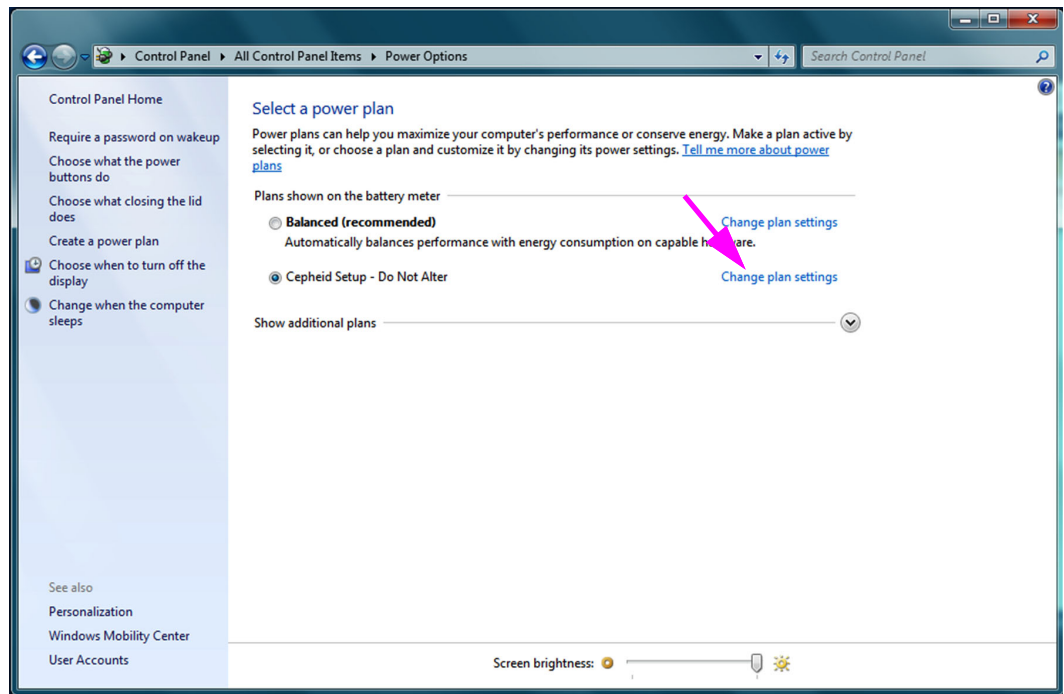 Control Panel ▸ All Control Panel Items ▸ Power Options
Search Control Panel
Control Panel Home
Require a password on wakeup
Choose what the power
buttons do
Choose what closing the lid
does
Create a power plan
Choose when to turn off the
display
Change when the computer
sleeps
See also
Personalization
Windows Mobility Center
User Accounts
Select a power plan
Power plans can help you maximize your computer's performance or conserve energy. Make a plan active by
selecting it, or choose a plan and customize it by changing its power settings. Tell me more about power
plans
Plans shown on the battery meter
Balanced (recommended) Change plan settings
Automatically balances performance with energy consumption on capable hardware.
Cepheid Setup - Do Not Alter Change plan settings
Show additional plans
Screen brightness: